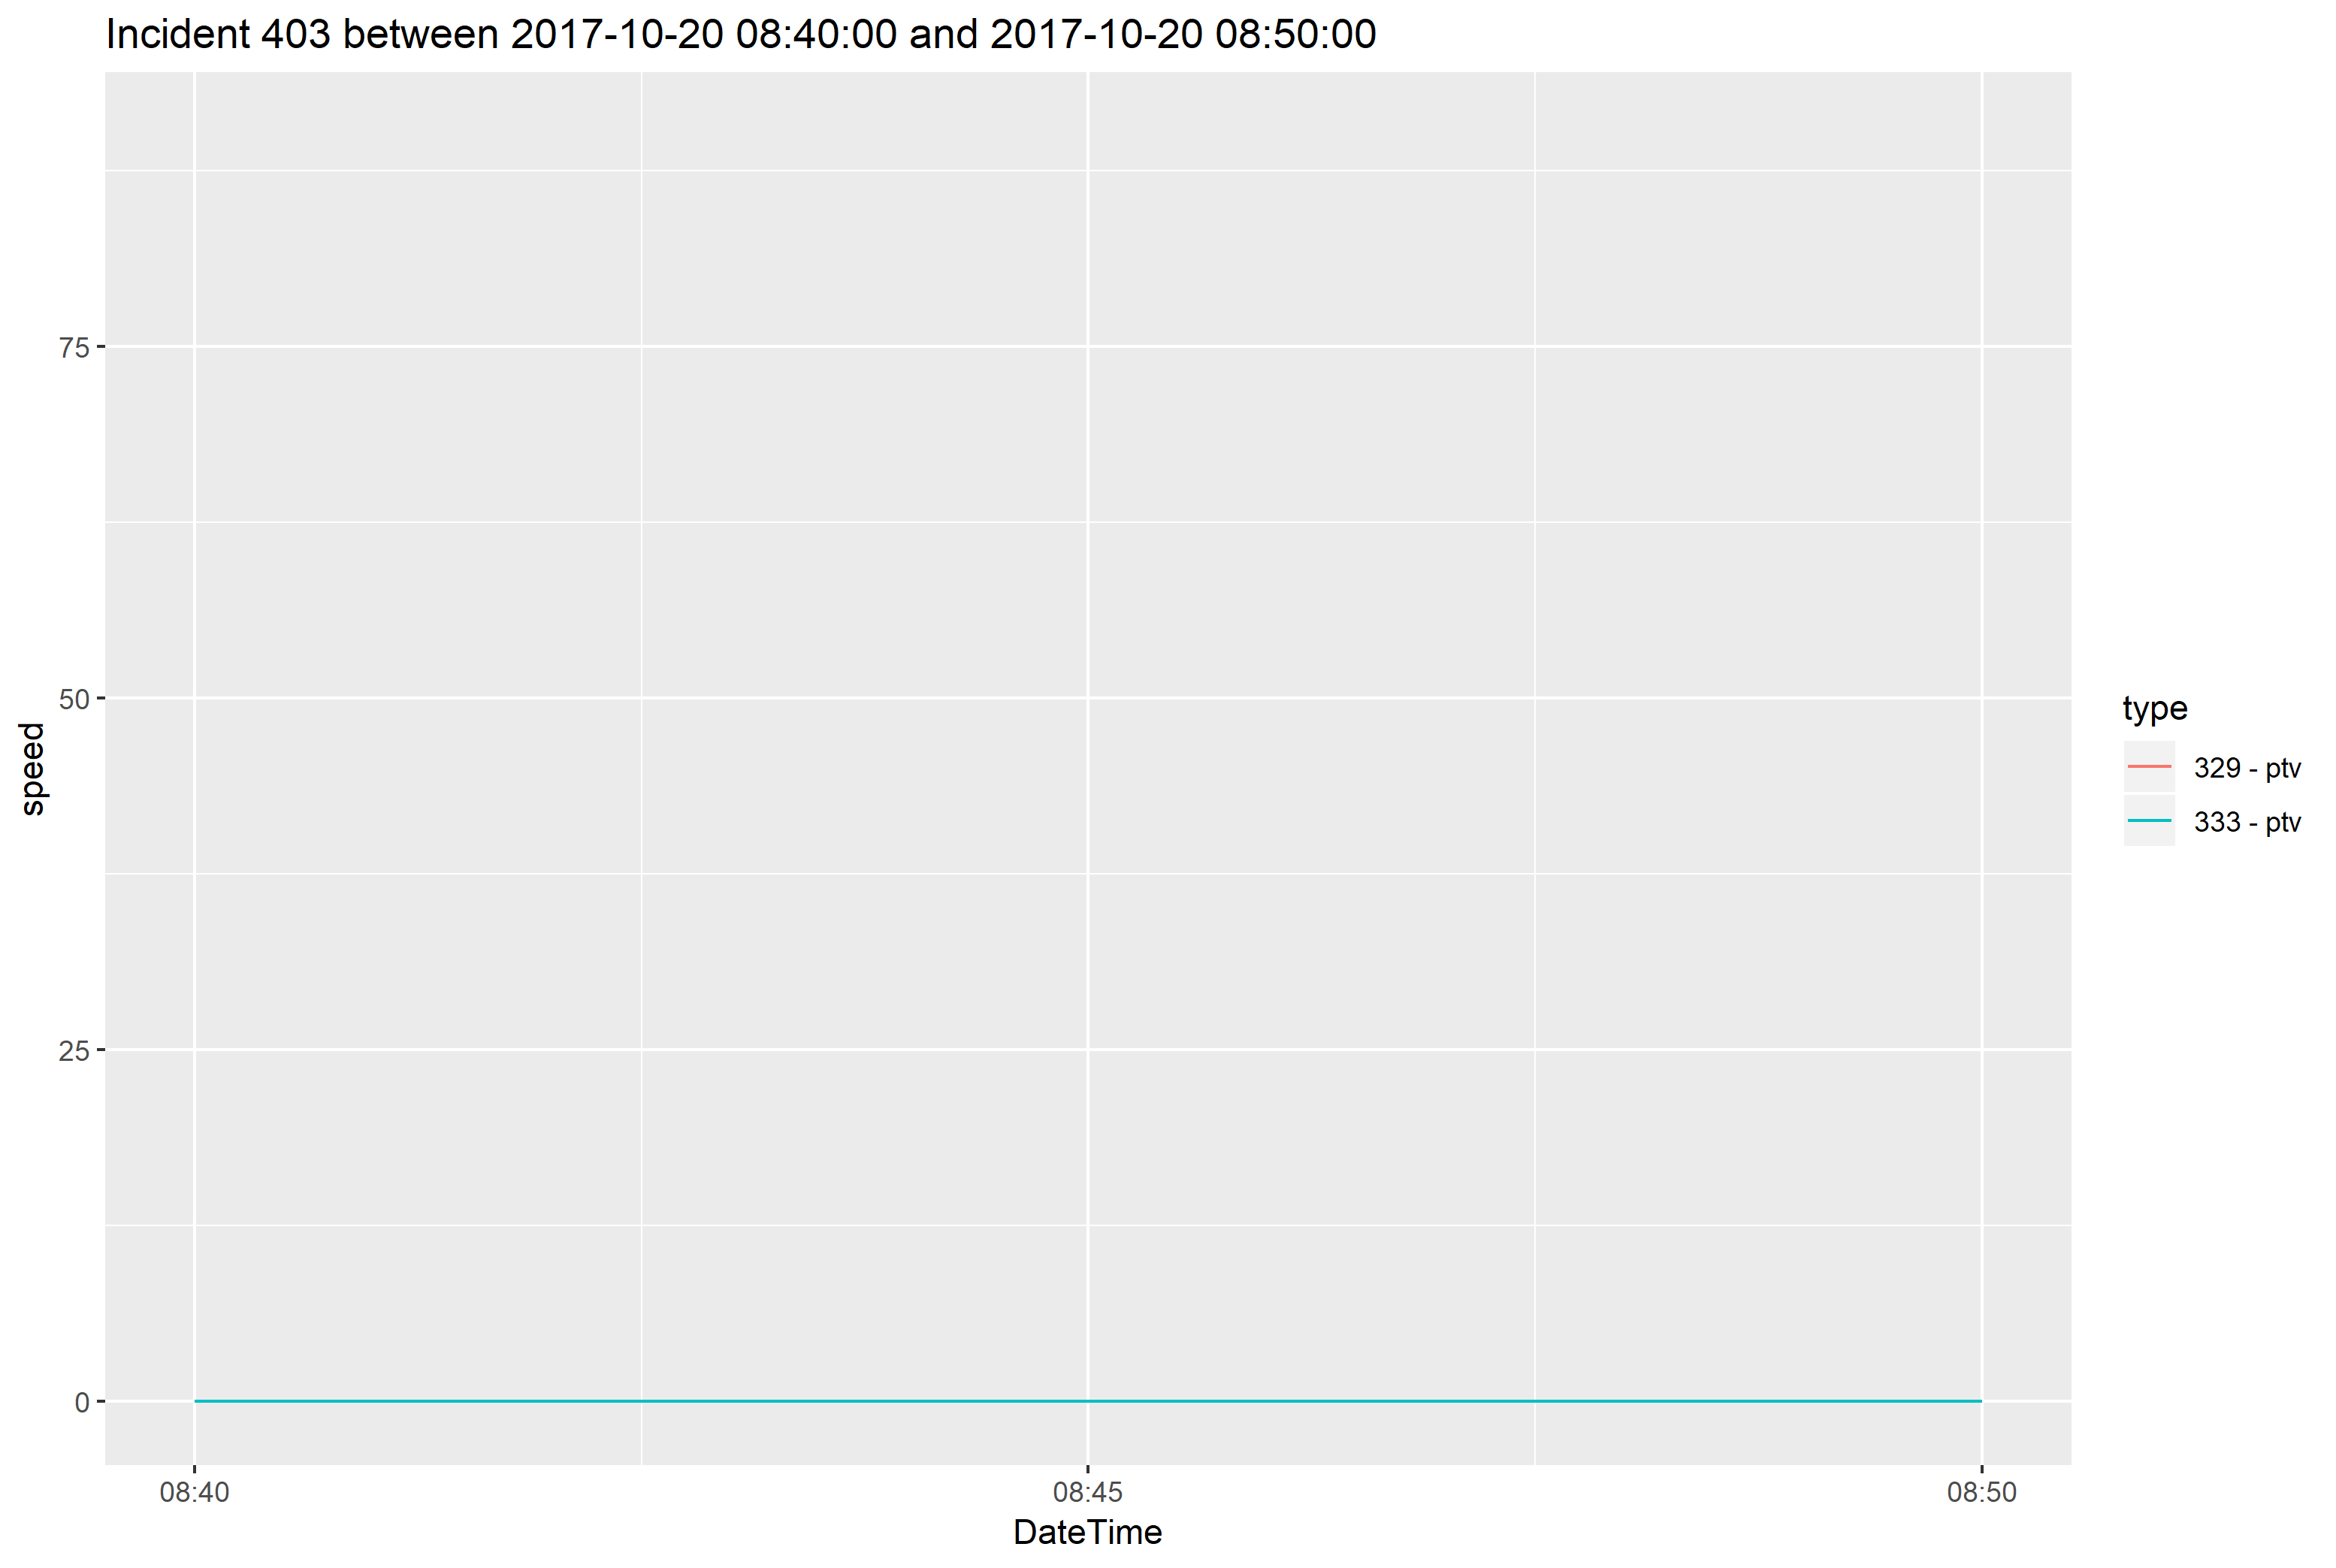 Incident 403 between 2017-10-20 08:40:00 and 2017-10-20 08:50:00
75
50
25
0
speed
08:40 08:45 08:50
DateTime
type
329 - ptv
333 - ptv